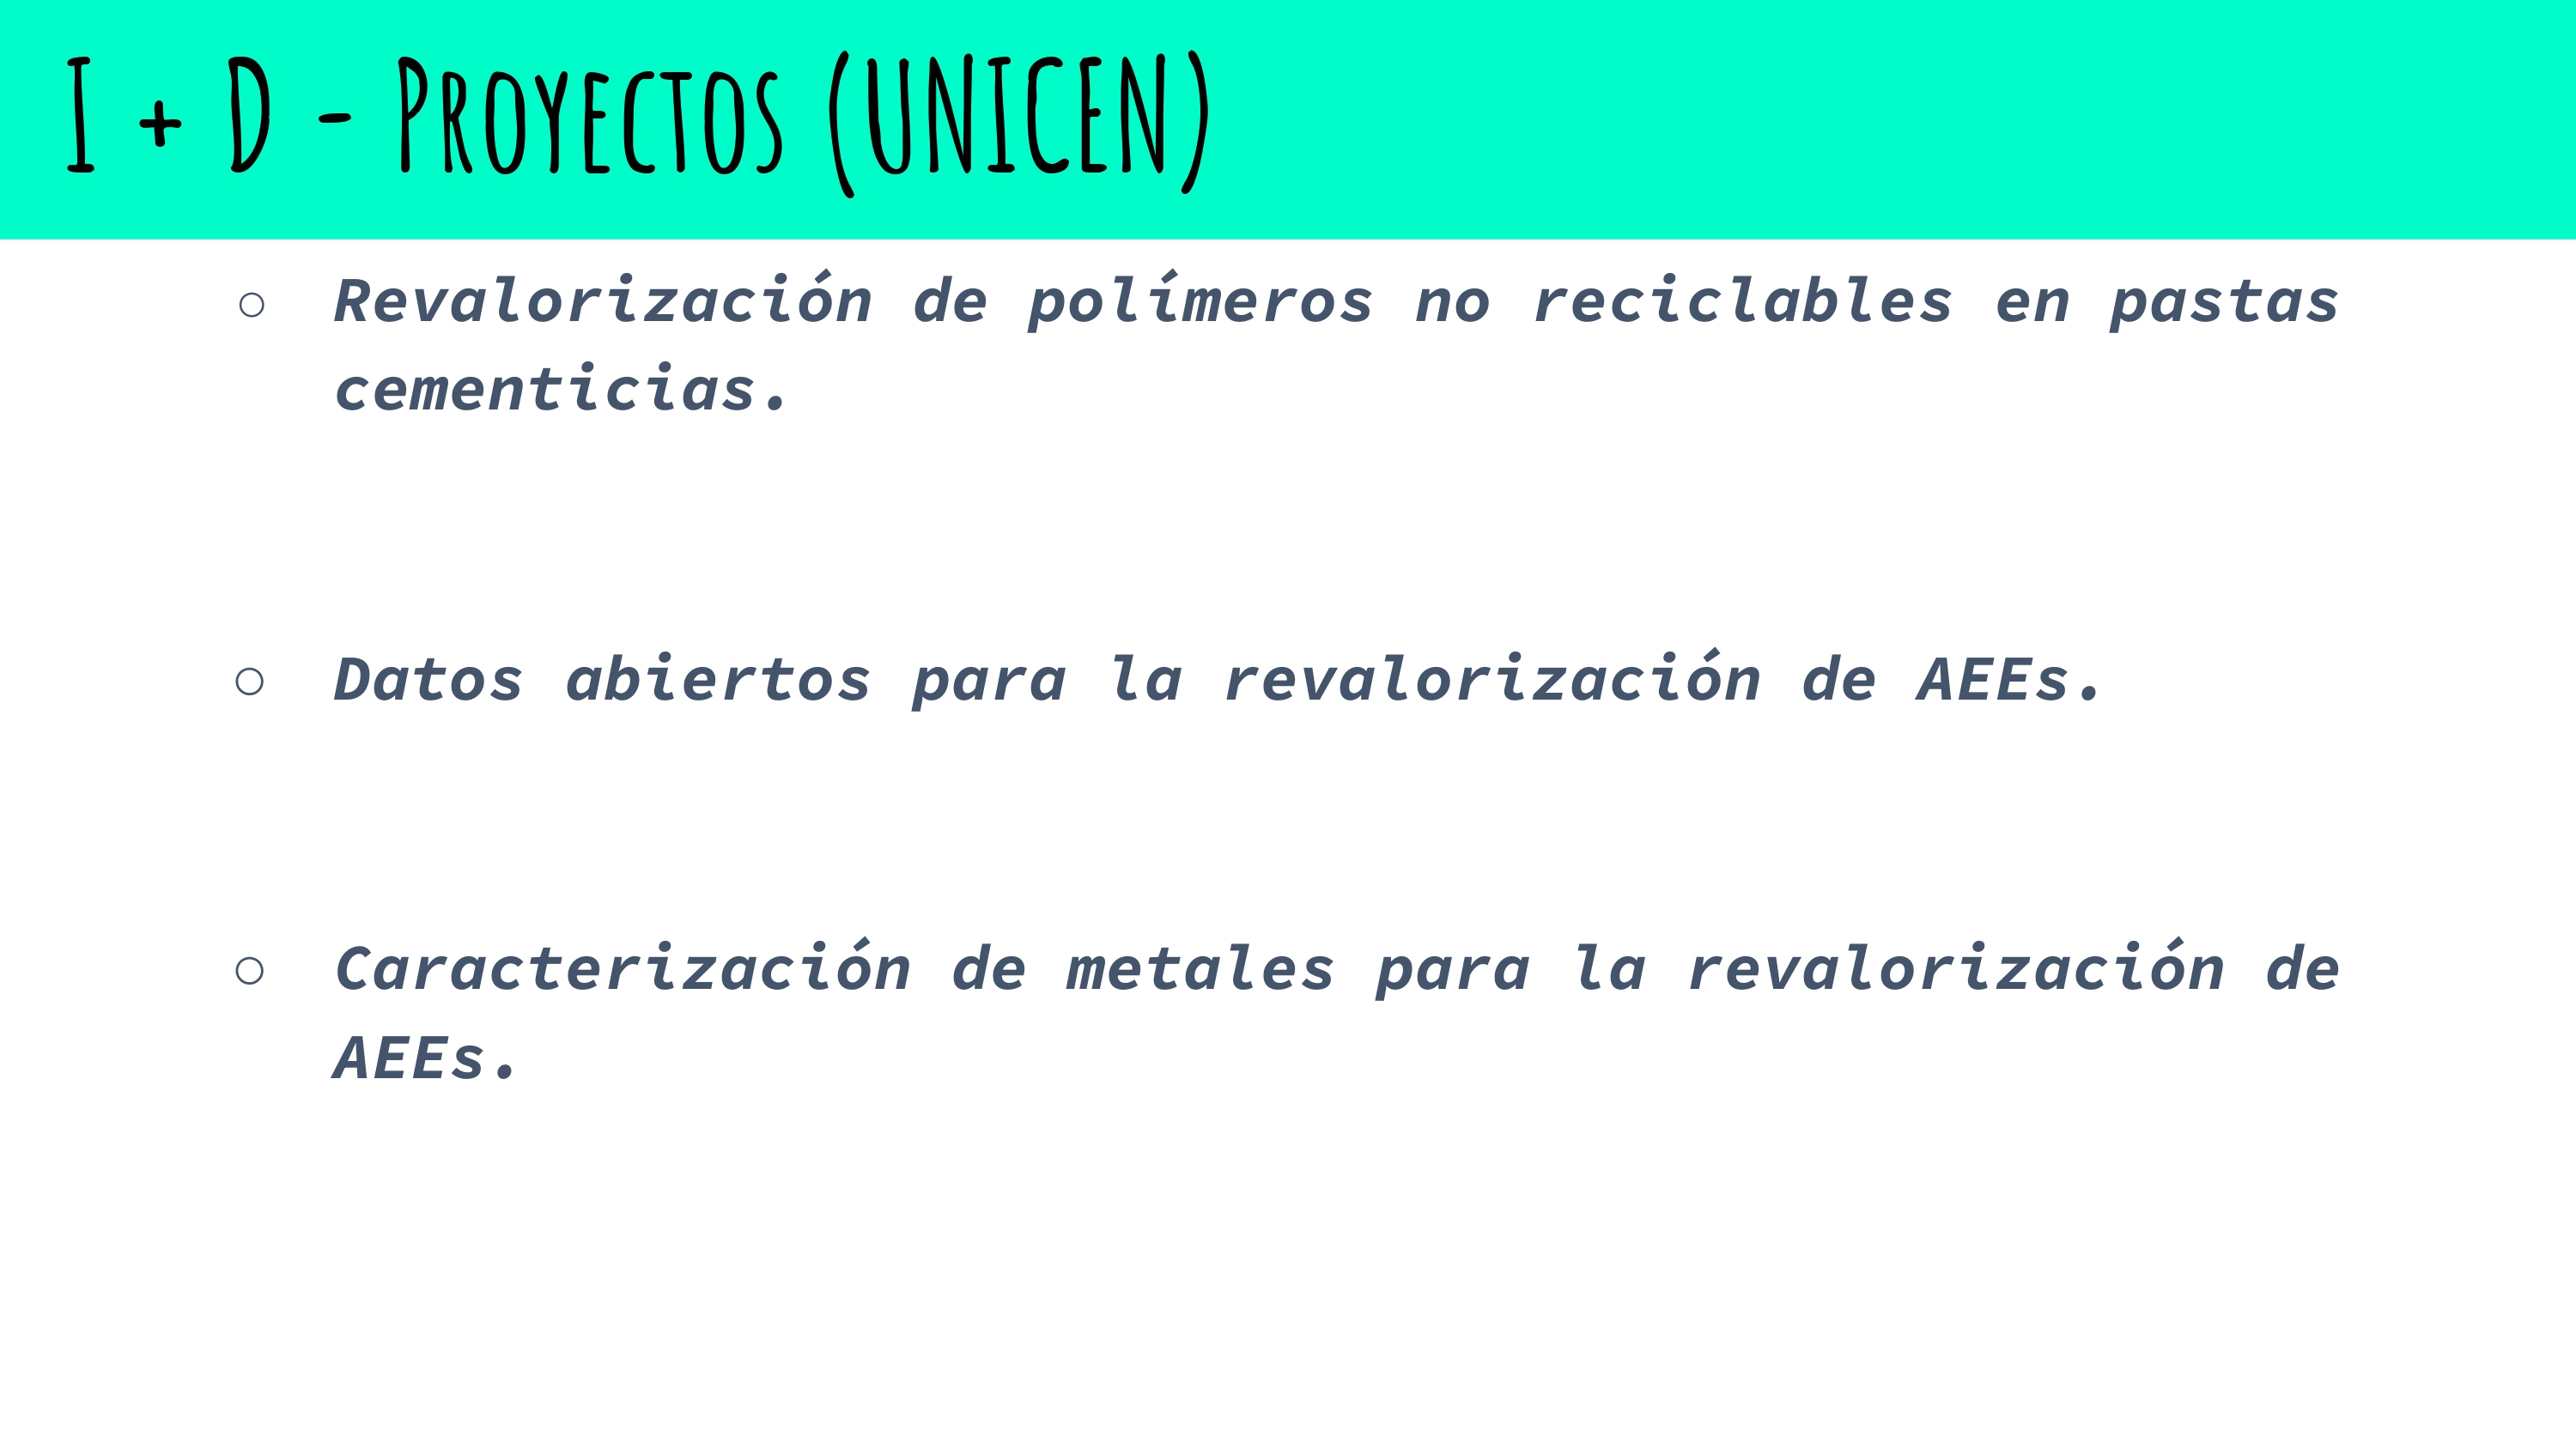 I + D - Proyectos (UNICEN)
○ Revalorización de polímeros no reciclables en pastas
cementicias.
○ Datos abiertos para la revalorización de AEEs.
○ Caracterización de metales para la revalorización de
AEEs.